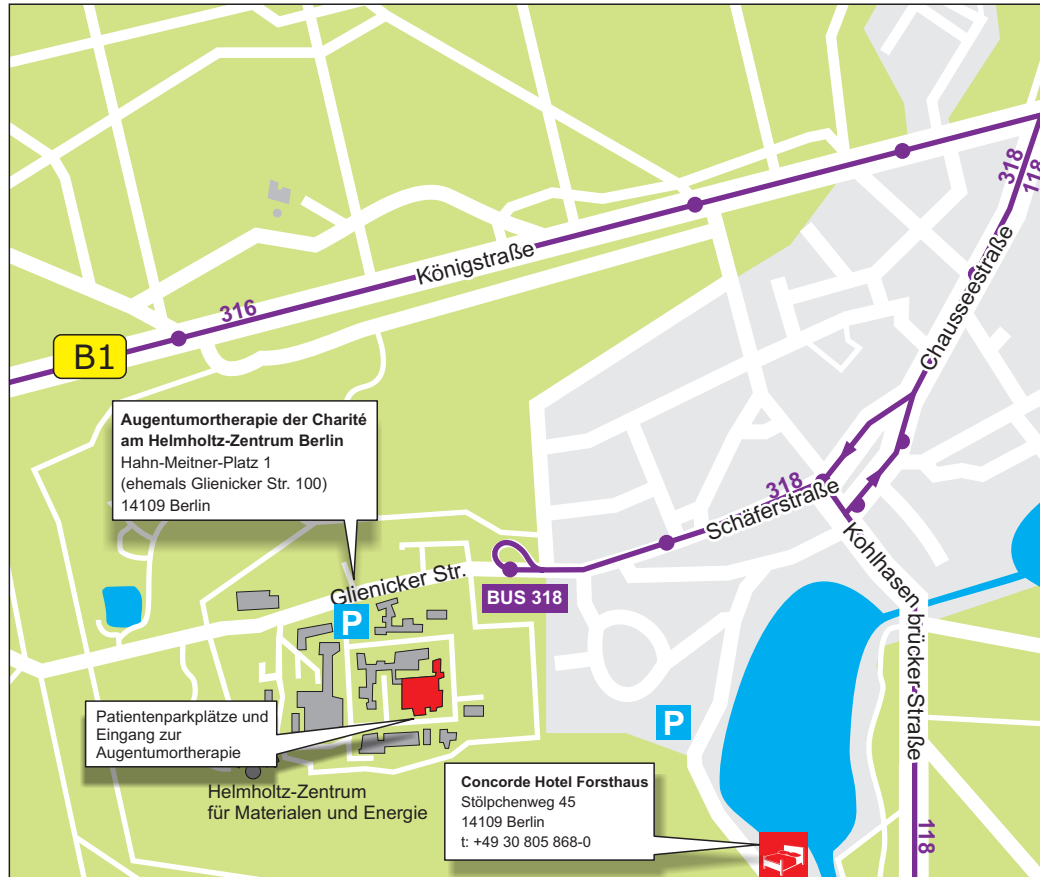 318
118
Königstraße
Chausseestraße
316
B1
Augentumortherapie der Charité
am Helmholtz-Zentrum Berlin
Hahn-Meitner-Platz 1
(ehemals Glienicker Str. 100)
14109 Berlin
318
Schäferstraße
Kohlhasenbrücker-Straße
Glienicker Str.
BUS 318
P
P
Patientenparkplätze und
Eingang zur
Augentumortherapie
Helmholtz-Zentrum
für Materialen und Energie
Concorde Hotel Forsthaus
Stölpchenweg 45
14109 Berlin
t: +49 30 805 868-0
118